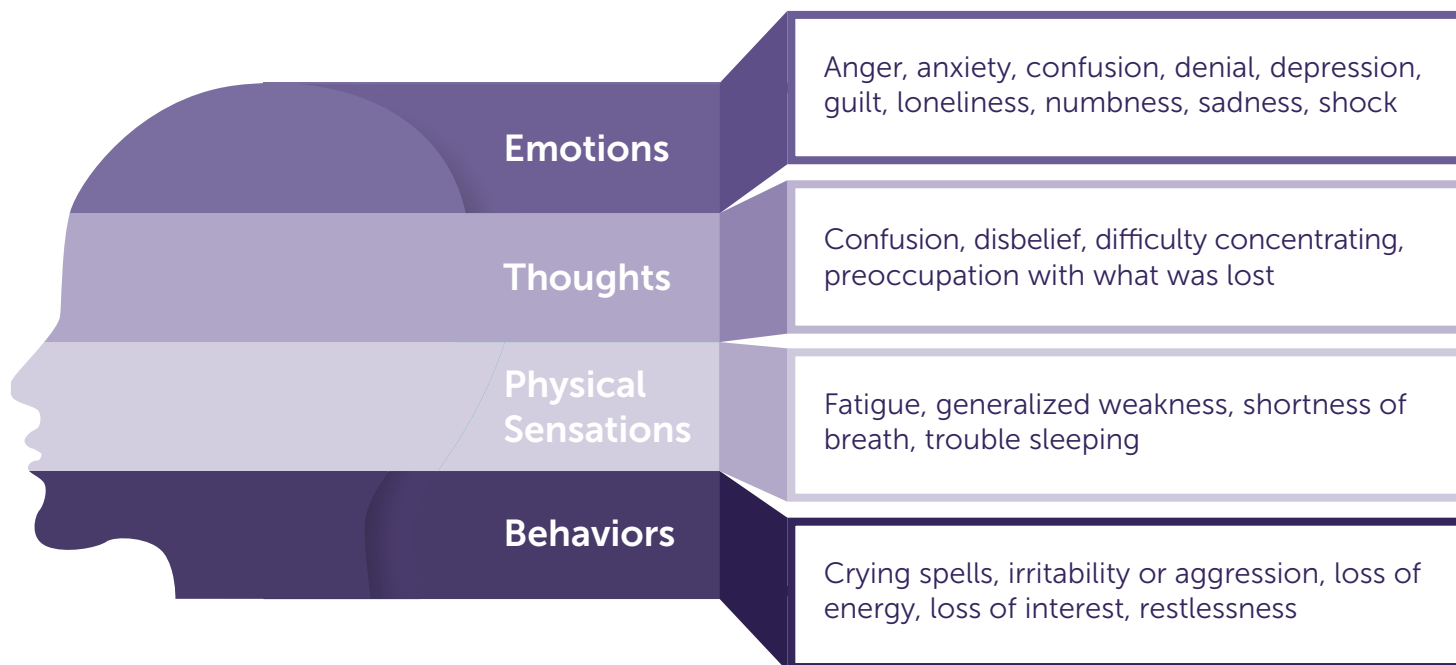 Emotions
Anger, anxiety, confusion, denial, depression,
guilt, loneliness, numbness, sadness, shock
Thoughts
Confusion, disbelief, difficulty concentrating,
preoccupation with what was lost
Physical
Sensations
Fatigue, generalized weakness, shortness of
breath, trouble sleeping
Behaviors
Crying spells, irritability or aggression, loss of
energy, loss of interest, restlessness